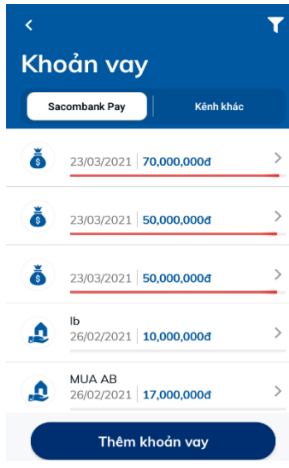 Khoản vay
Sacombank Pay Kênh khác
23/03/2021 70,000,000đ
23/03/2021 50,000,000đ
23/03/2021 50,000,000đ
lb
26/02/2021 10,000,000đ
MUA AB
26/02/2021 17,000,000đ
Thêm khoản vay